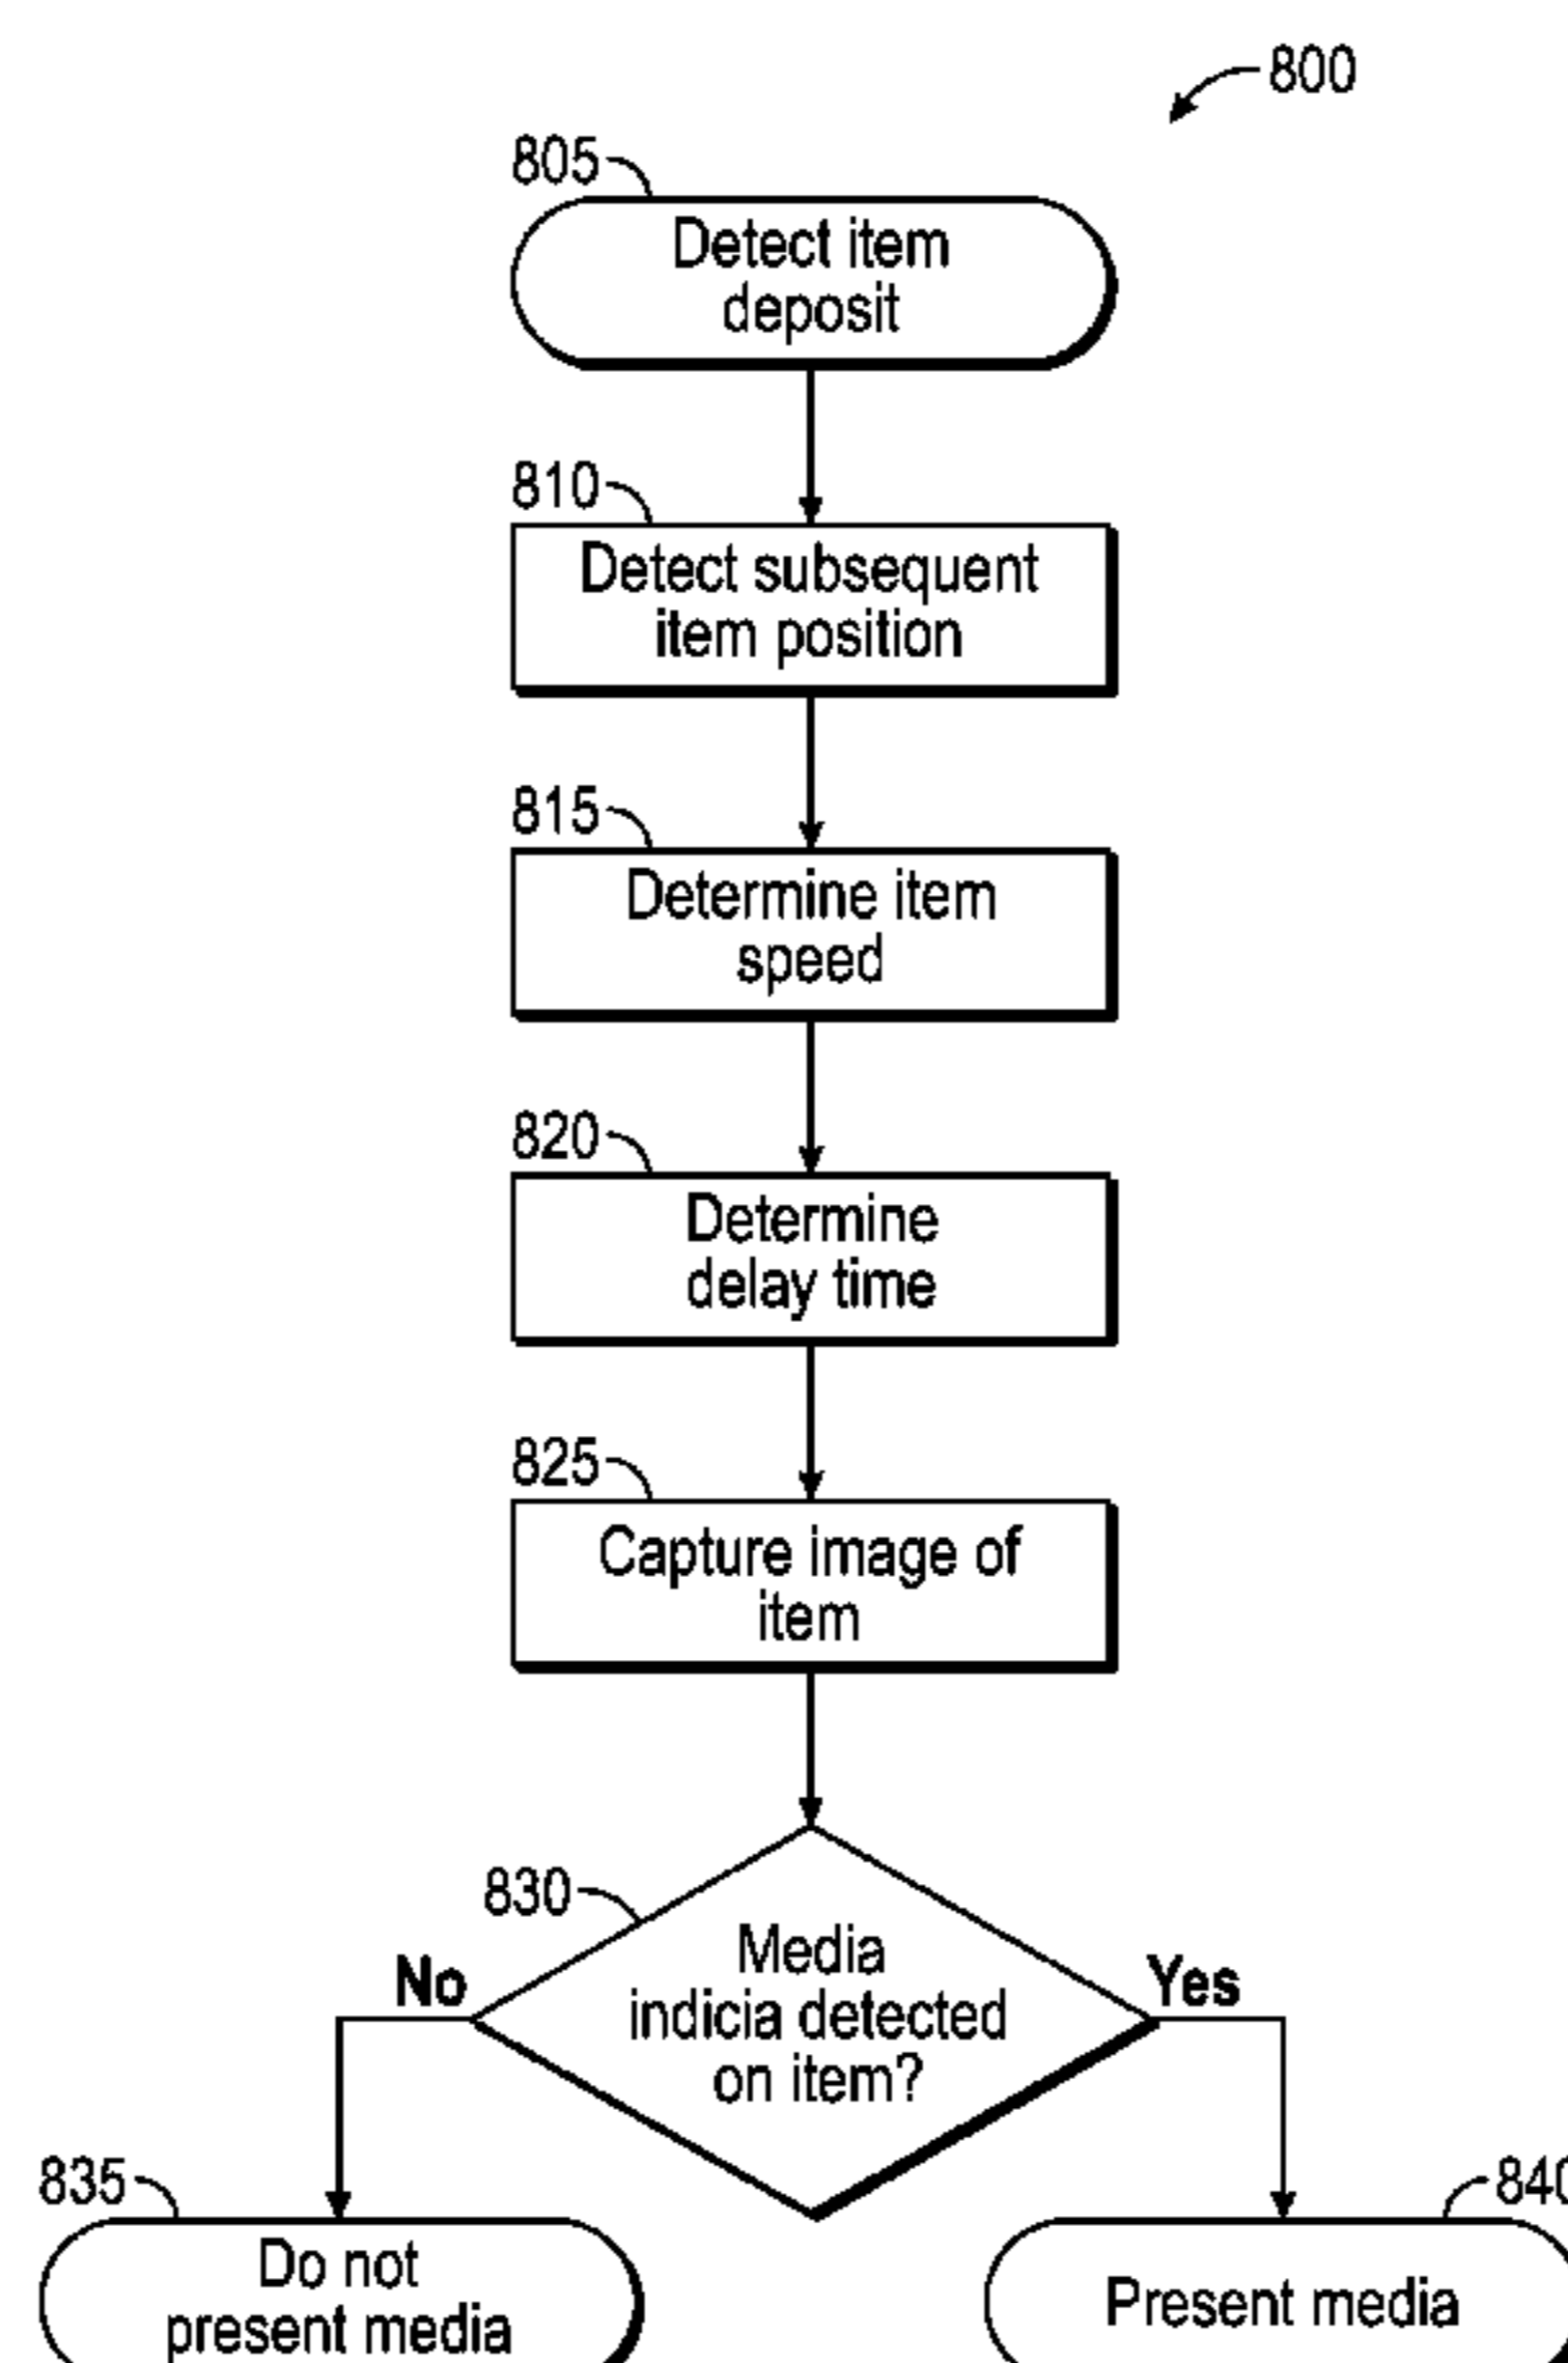 800
805
Detect item
deposit
810
Detect subsequent
item position
815
Determine item
speed
820
Determine
delay time
825
Capture image of
item
830
Media
indicia detected
on item?
No
Yes
835
Do not
present media
840
Present media